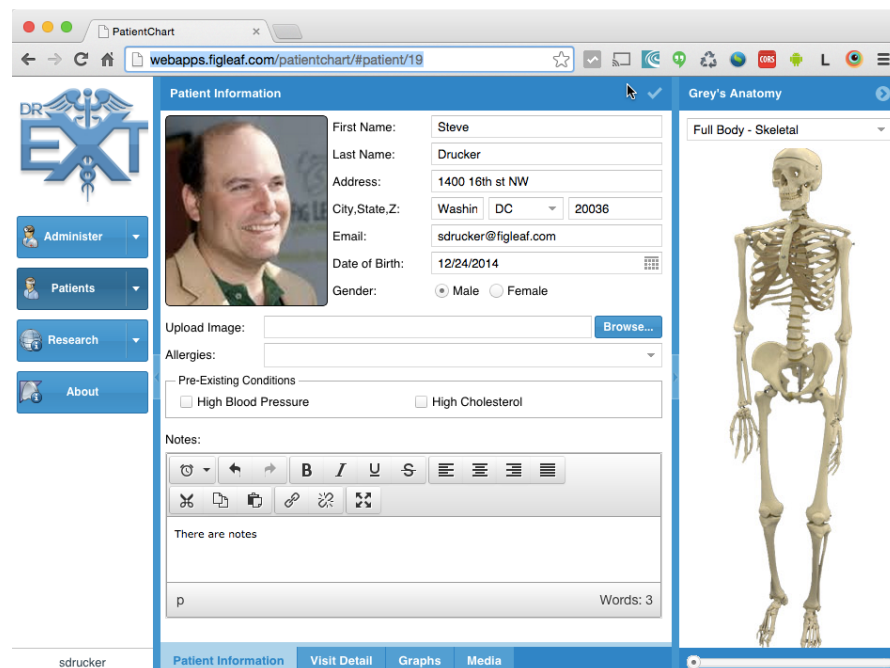 PatientChart
webapps.figleaf.com/patientchart/#patient/19
CORS
L
DR
EXT
Administer
Patients
Research
About
sdrucker
Patient Information
First Name: Steve
Last Name: Drucker
Address: 1400 16th st NW
City,State,Z: Washin DC 20036
Email: sdrucker@figleaf.com
Date of Birth: 12/24/2014
Gender: Male Female
Upload Image: Browse...
Allergies:
Pre-Existing Conditions
High Blood Pressure High Cholesterol
Notes:
B I U S
There are notes
p Words: 3
Patient Information Visit Detail Graphs Media
Grey's Anatomy
Full Body - Skeletal